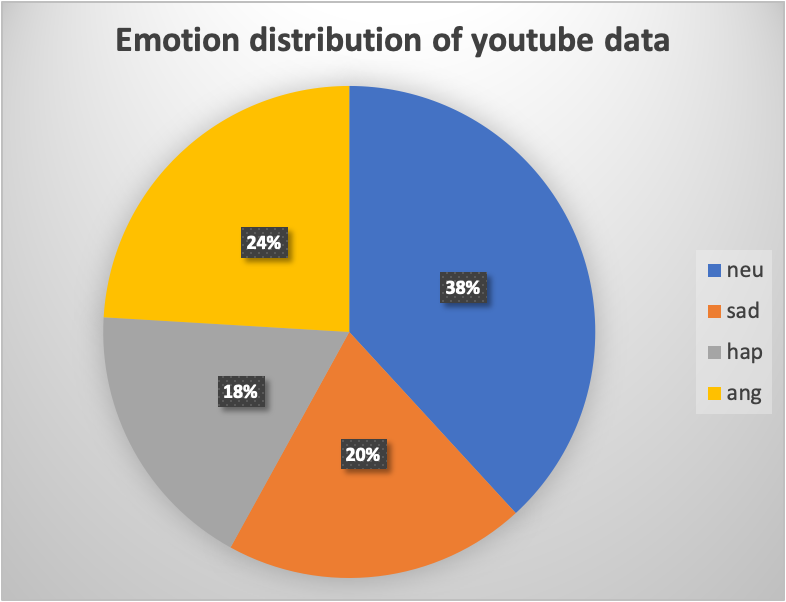 Emotion distribution of youtube data
24%
38%
18%
20%
neu
sad
hap
ang